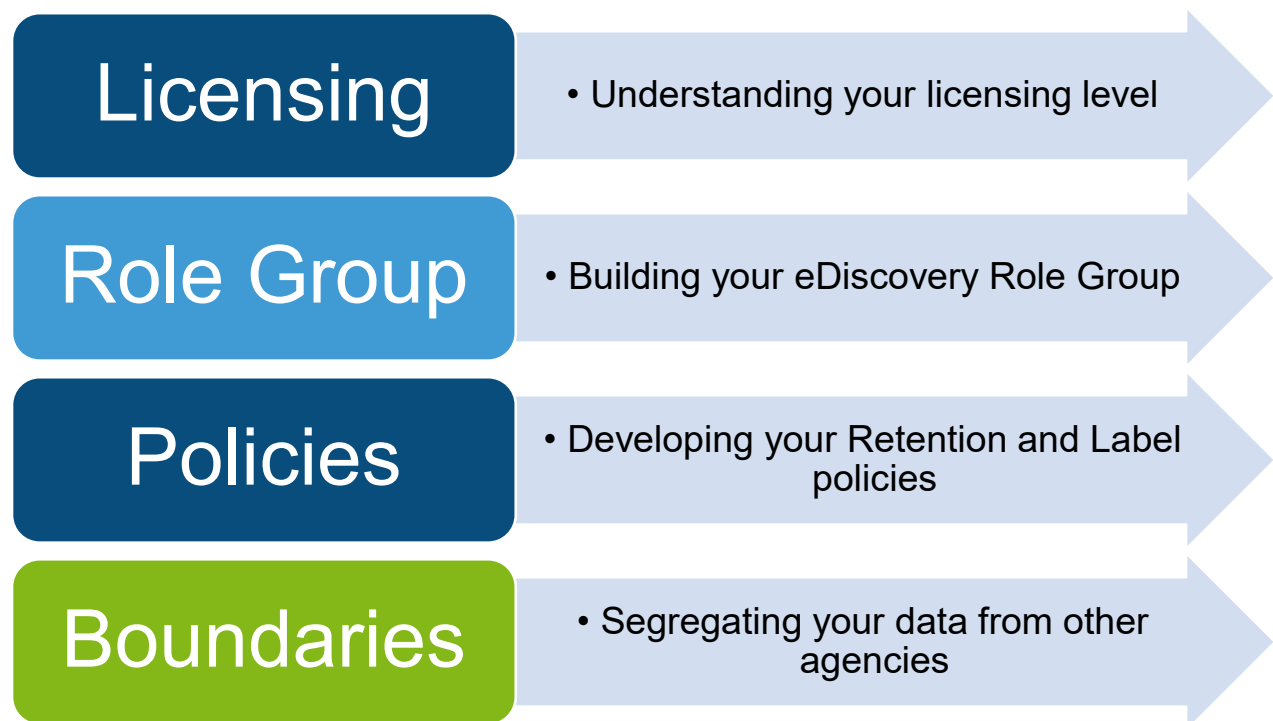 Licensing
• Understanding your licensing level
Role Group
• Building your eDiscovery Role Group
Policies
• Developing your Retention and Label
policies
Boundaries
• Segregating your data from other
agencies